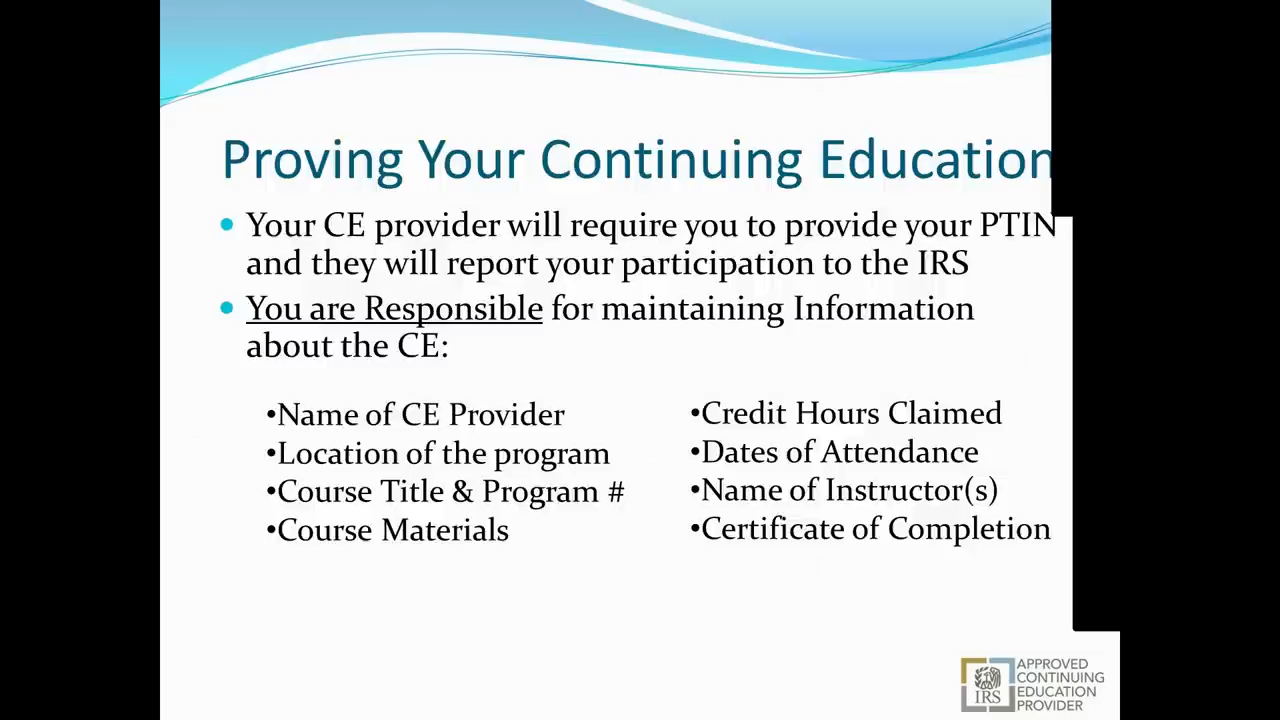 Proving Your Continuing Education
• Your CE provider will require you to provide your PTIN
and they will report your participation to the IRS
• You are Responsible for maintaining Information
about the CE:
•Name of CE Provider
•Location of the program
•Course Title & Program #
•Course Materials
•Credit Hours Claimed
•Dates of Attendance
•Name of Instructor(s)
•Certificate of Completion
IRS
APPROVED
CONTINUING
EDUCATION
PROVIDER